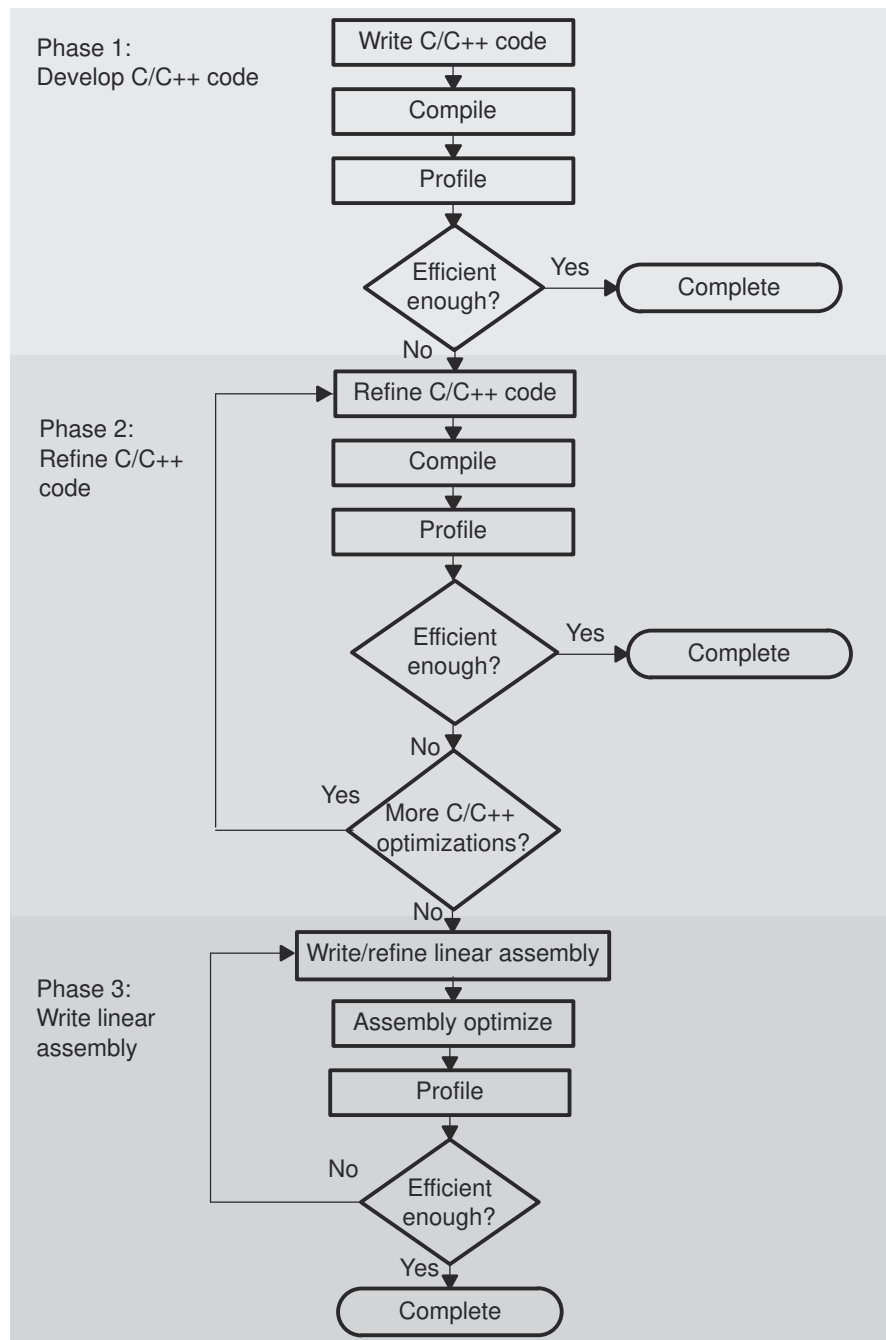 Phase 1:
Develop C/C++ code
Write C/C++ code
Compile
Profile
Efficient
enough?
Yes
Complete
No
Phase 2:
Refine C/C++
code
Refine C/C++ code
Compile
Profile
Efficient
enough?
Yes
Complete
No
Yes
More C/C++
optimizations?
No
Phase 3:
Write linear
assembly
Write/refine linear assembly
Assembly optimize
Profile
No
Efficient
enough?
Yes
Complete